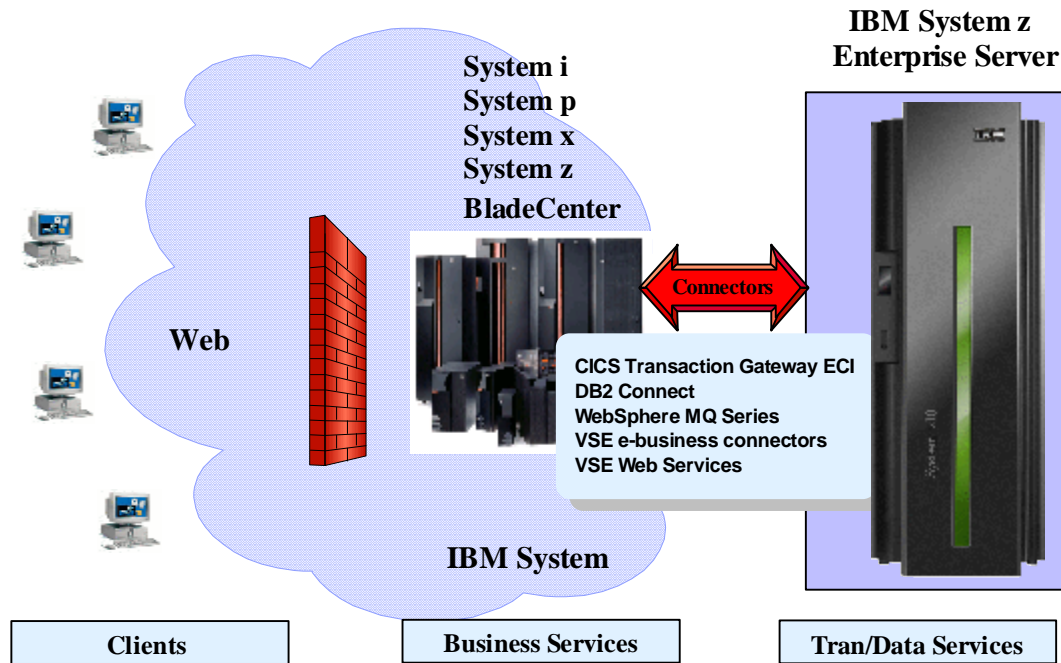 IBM System z
Enterprise Server
System i
System p
System x
System z
BladeCenter
Web
Connectors
CICS Transaction Gateway ECI
DB2 Connect
WebSphere MQ Series
VSE e-business connectors
VSE Web Services
IBM System
Clients
Business Services
Tran/Data Services